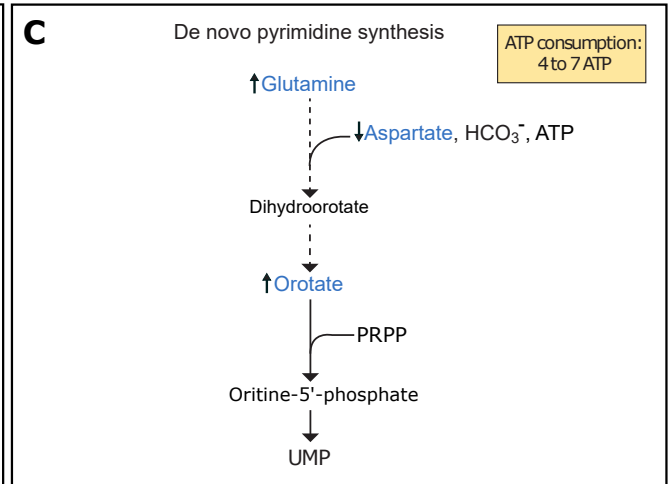 C
De novo pyrimidine synthesis
ATP consumption:
4 to 7 ATP
↑Glutamine
↓Aspartate, HCO₃⁻, ATP
Dihydroorotate
↑Orotate
PRPP
Oritine-5'-phosphate
UMP